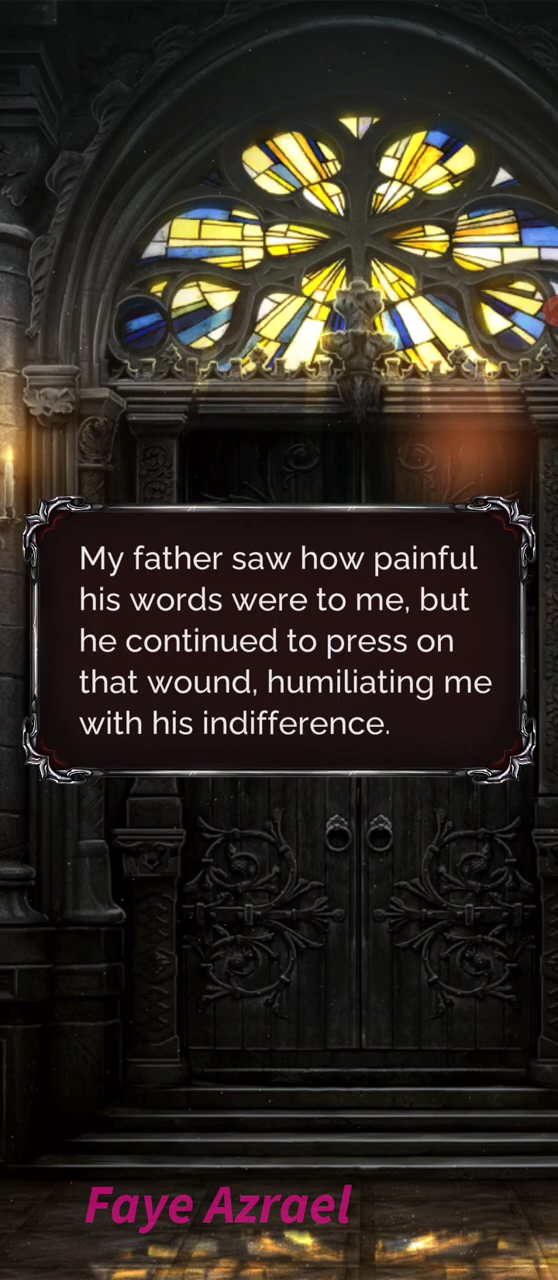 My father saw how painful
his words were to me, but
he continued to press on
that wound, humiliating me
with his indifference.
Faye Azrael